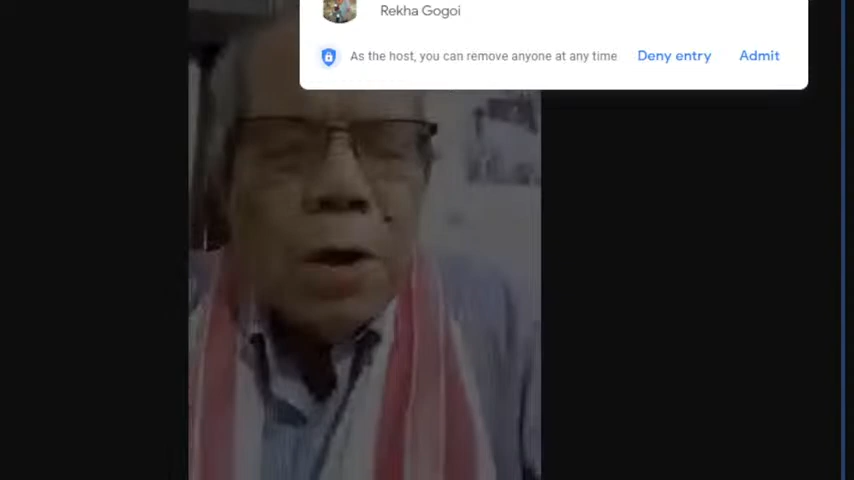 Rekha Gogoi
As the host, you can remove anyone at any time Deny entry Admit